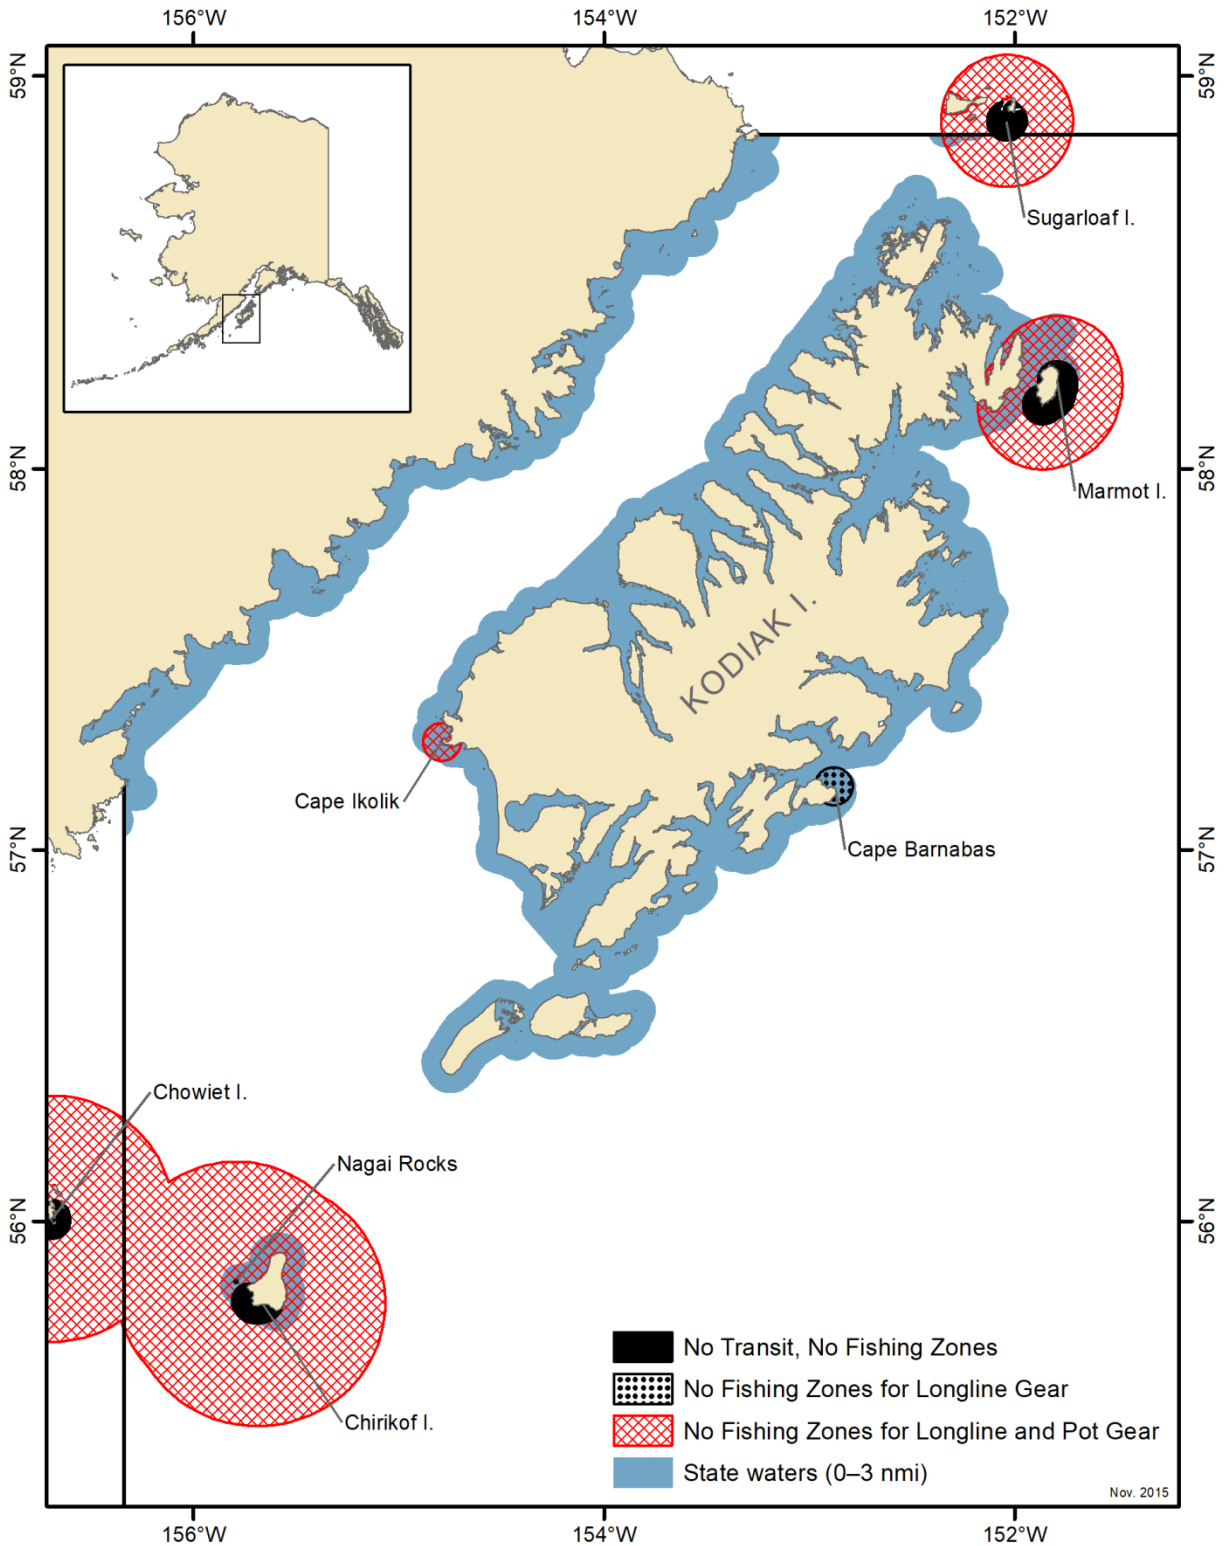 156°W
154°W
152°W
59°N
59°N
Sugarloaf I.
58°N
58°N
Marmot I.
KODIAK I.
Cape Ikolik
57°N
57°N
Cape Barnabas
Chowiet I.
Nagai Rocks
56°N
56°N
Chirikof I.
No Transit, No Fishing Zones
No Fishing Zones for Longline Gear
No Fishing Zones for Longline and Pot Gear
State waters (0–3 nmi)
Nov. 2015
156°W
154°W
152°W